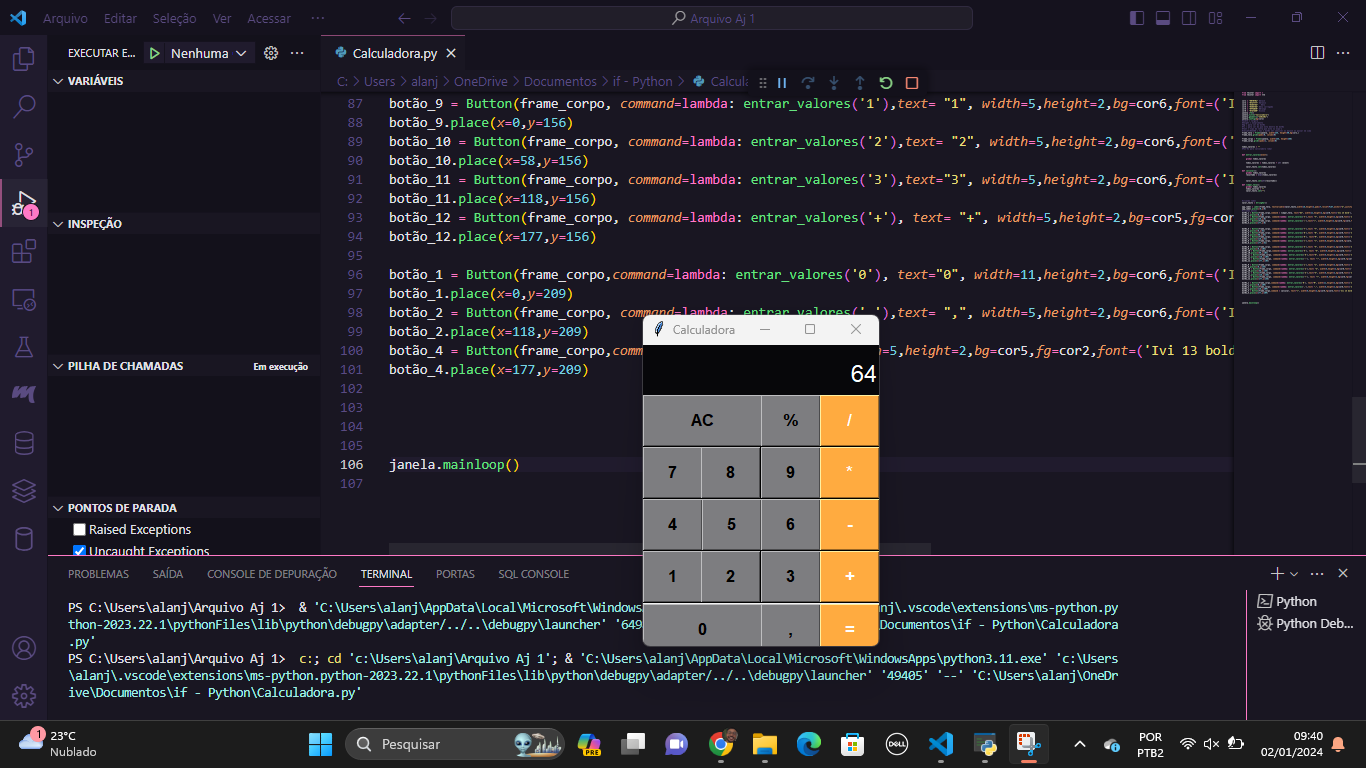 Arquivo Editar Seleção Ver Acessar ···
Arquivo Aj 1
EXECUTAR E... Nenhuma ···
Calculadora.py
VARIÁVEIS
C: > Users > alanj > OneDrive > Documentos > if - Python > Calcula
87 botão_9 = Button(frame_corpo, command=lambda: entrar_valores('1'),text= "1", width=5,height=2,bg=cor6,font=('I
88 botão_9.place(x=0,y=156)
89 botão_10 = Button(frame_corpo, command=lambda: entrar_valores('2'),text= "2", width=5,height=2,bg=cor6,font=('
90 botão_10.place(x=58,y=156)
91 botão_11 = Button(frame_corpo, command=lambda: entrar_valores('3'),text="3", width=5,height=2,bg=cor6,font=('I
92 botão_11.place(x=118,y=156)
93 botão_12 = Button(frame_corpo, command=lambda: entrar_valores('+'), text= "+", width=5,height=2,bg=cor5,fg=cor
94 botão_12.place(x=177,y=156)
95
96 botão_1 = Button(frame_corpo,command=lambda: entrar_valores('0'), text="0", width=11,height=2,bg=cor6,font=('I
97 botão_1.place(x=0,y=209)
98 botão_2 = Button(frame_corpo,command=lambda: entrar_valores( text= ",", width=5,height=2,bg=cor6,font=('I
99 botão_2.place(x=118,y=209)
100 botão_4 = Button(frame_corpo,comm =5,height=2,bg=cor5,fg=cor2,font=('Ivi 13 bold
101 botão_4.place(x=177,y=209)
102
103
104
105
106 janela.mainloop()
107
INSPEÇÃO
PILHA DE CHAMADAS Em execução
PONTOS DE PARADA
Raised Exceptions
Uncaught Exceptions
1
Calculadora
64
AC % /
7 8 9 *
4 5 6 -
1 2 3 +
0 , =
PROBLEMAS SAÍDA CONSOLE DE DEPURAÇÃO TERMINAL PORTAS SQL CONSOLE
PS C:\Users\alanj\Arquivo Aj 1> & 'C:\Users\alanj\AppData\Local\Microsoft\Windows anj\.vscode\extensions\ms-python.py
thon-2023.22.1\pythonFiles\lib\python\debugpy\adapter/../..\debugpy\launcher' '649 Documentos\if - Python\Calculadora
.py'
PS C:\Users\alanj\Arquivo Aj 1> c:; cd 'c:\Users\alanj\Arquivo Aj 1'; & 'C:\Users\alanj\AppData\Local\Microsoft\WindowsApps\python3.11.exe' 'c:\Users
\alanj\.vscode\extensions\ms-python.python-2023.22.1\pythonFiles\lib\python\debugpy\adapter/../..\debugpy\launcher' '49405' '--' 'C:\Users\alanj\OneDr
ive\Documentos\if - Python\Calculadora.py'
Python
Python Deb...
1
23°C
Nublado
Pesquisar
PRE
DELL
POR
PTB2
09:40
02/01/2024